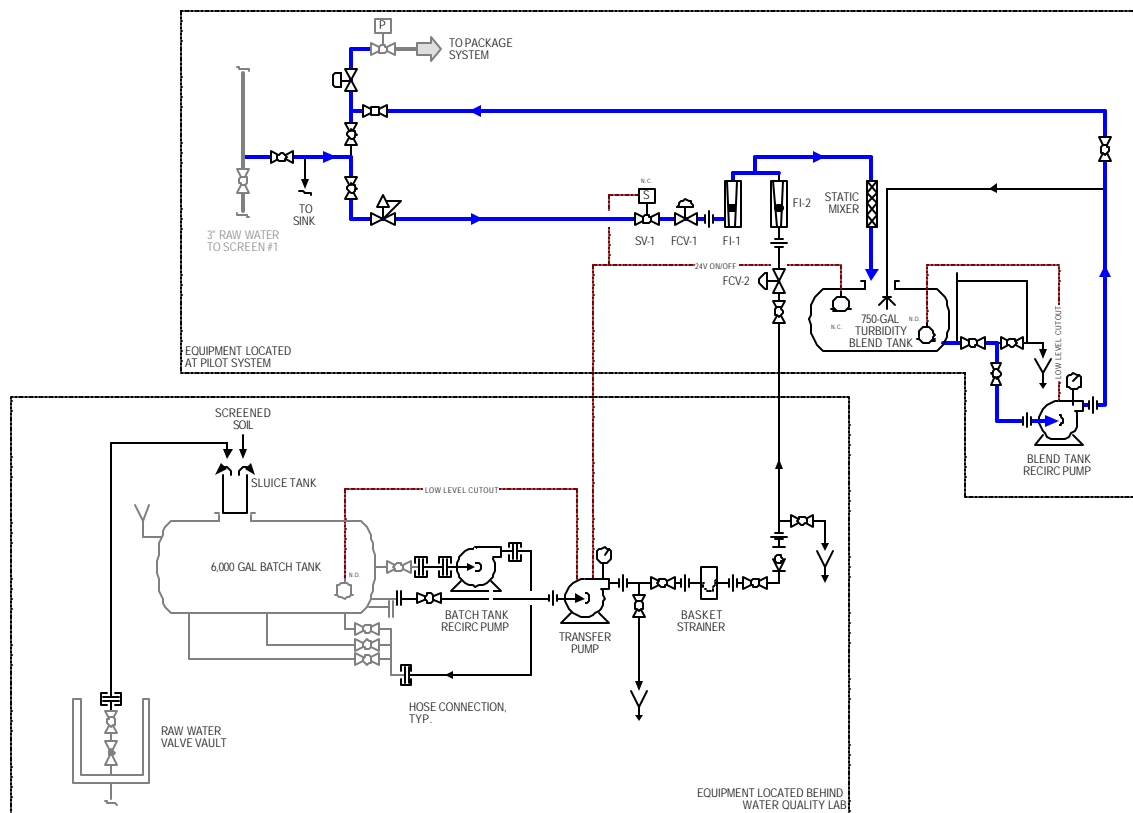 P
TO PACKAGE
SYSTEM
TO
SINK
3" RAW WATER
TO SCREEN #1
N.C.
S
SV-1
FCV-1
FI-1
FI-2
STATIC
MIXER
24V ON/OFF
FCV-2
N.C.
750-GAL
TURBIDITY
BLEND TANK
N.O.
LOW LEVEL CUTOUT
BLEND TANK
RECIRC PUMP
EQUIPMENT LOCATED
AT PILOT SYSTEM
SCREENED
SOIL
SLUICE TANK
LOW LEVEL CUTOUT
6,000 GAL BATCH TANK
N.O.
BATCH TANK
RECIRC PUMP
TRANSFER
PUMP
BASKET
STRAINER
HOSE CONNECTION,
TYP.
RAW WATER
VALVE VAULT
EQUIPMENT LOCATED BEHIND
WATER QUALITY LAB